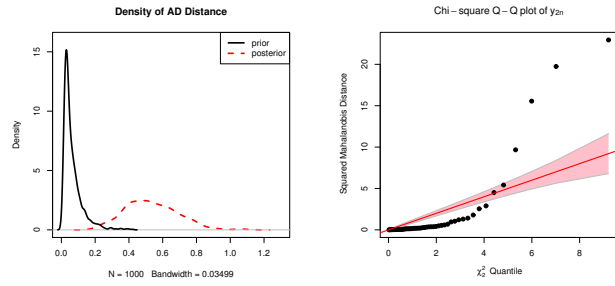 Density of AD Distance
prior
posterior
Density
0
5
10
15
0.0 0.2 0.4 0.6 0.8 1.0 1.2
N = 1000 Bandwidth = 0.03499
Chi−square Q−Q plot of y₂ₙ
Squared Mahalanobis Distance
0
5
10
15
20
0 2 4 6 8
χ²₂ Quantile